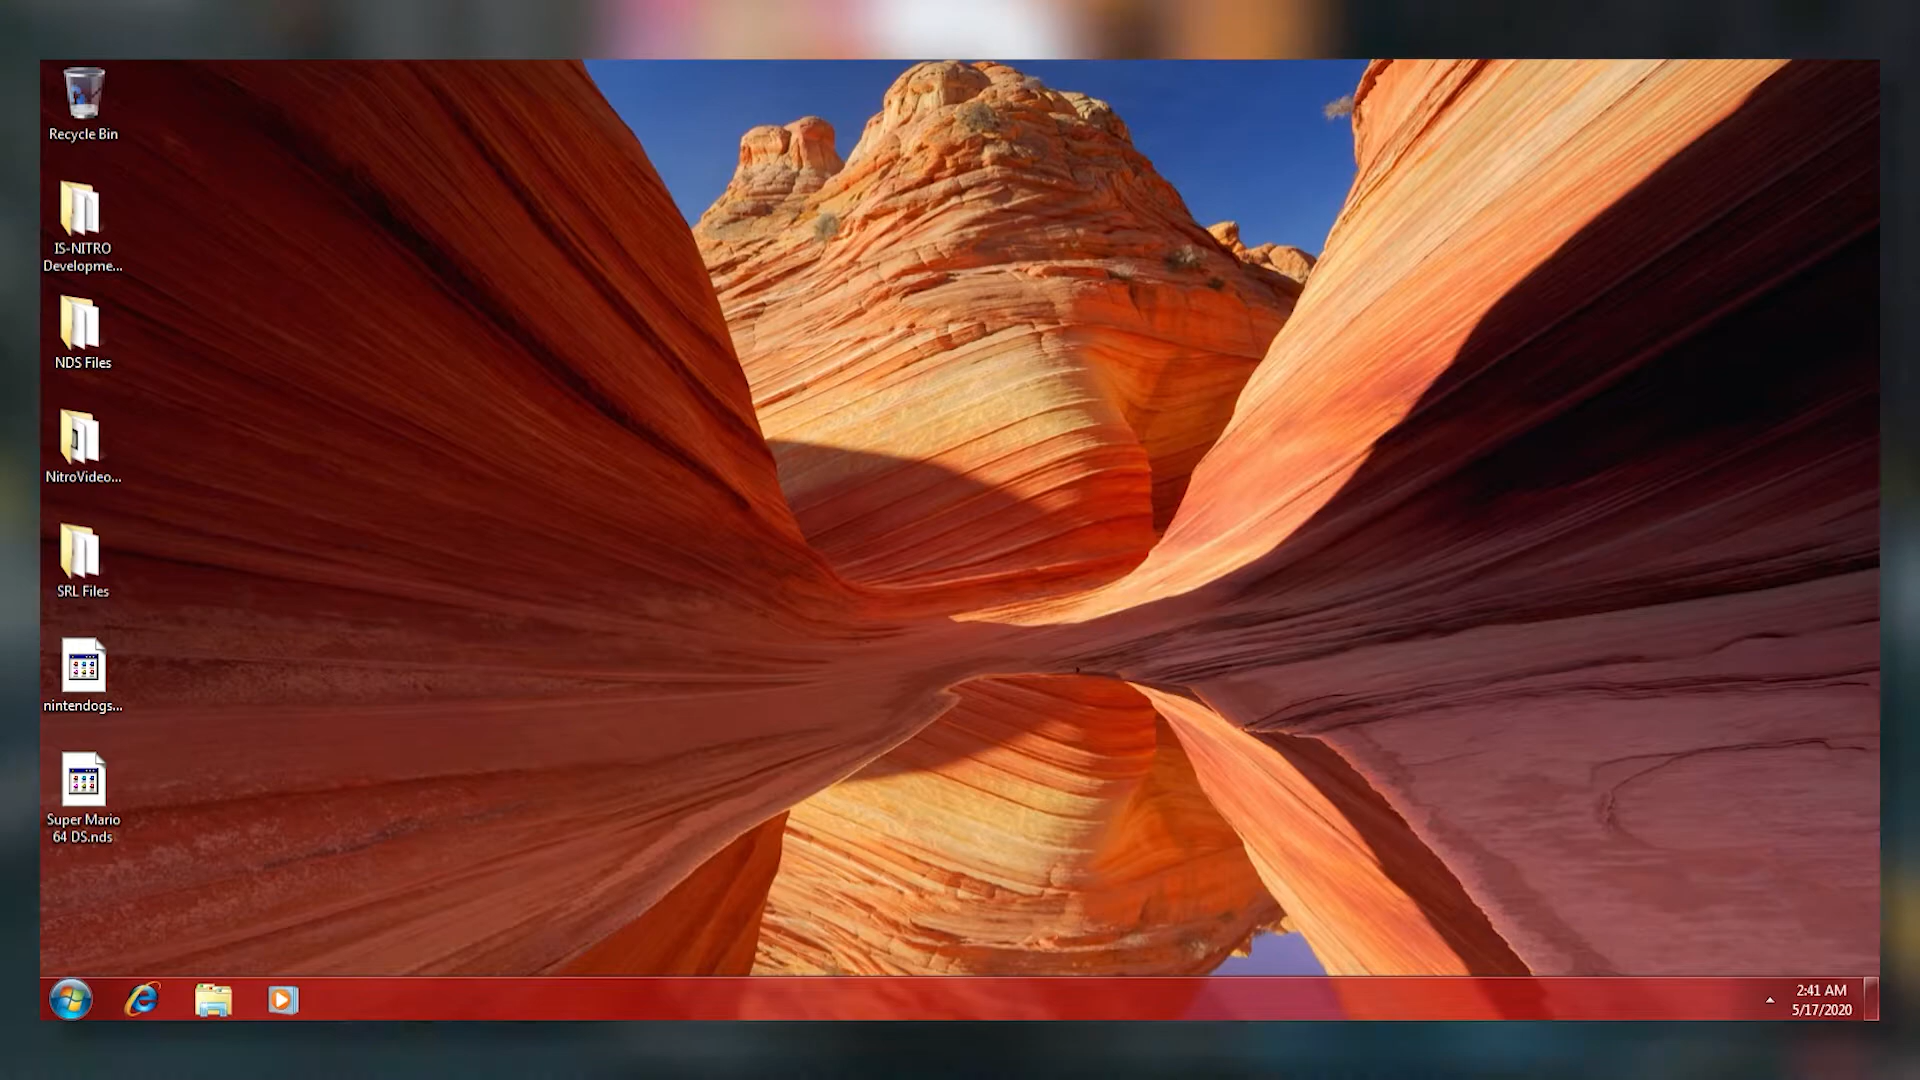 Recycle Bin
IS-NITRO
Developme...
NDS Files
NitroVideo...
SRL Files
nintendogs...
Super Mario
64 DS.nds
2:41 AM
5/17/2020